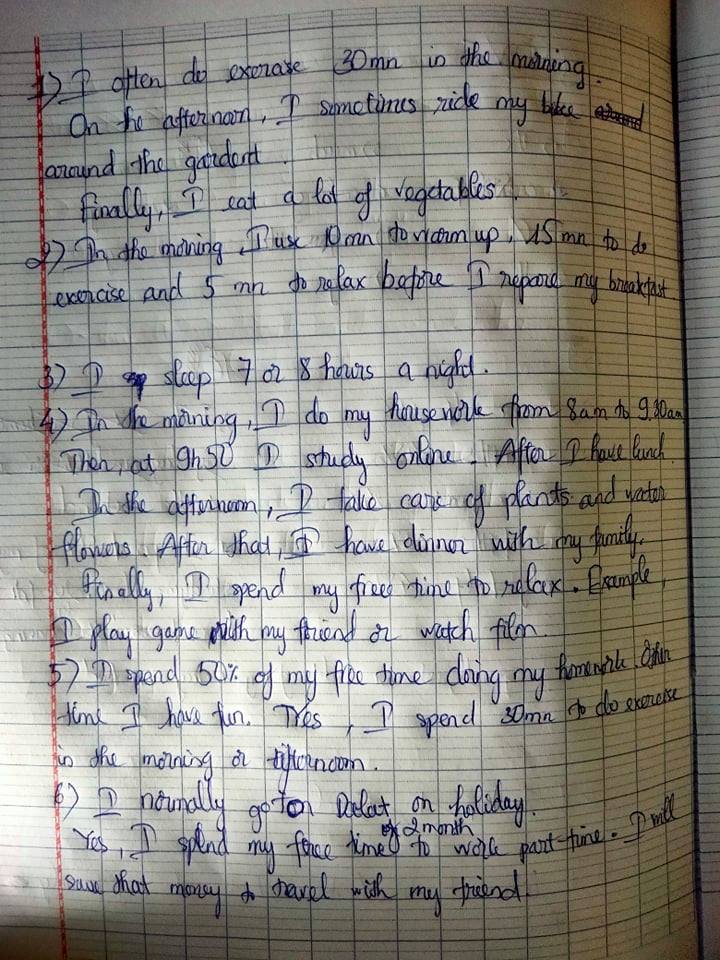 1) I often do exercise 30mn in the morning.
On the afternoon, I sometimes ride my bike
around the gardent.
Finally, I eat a lot of vegetables.
2) In the morning I use 10mn to warm up, 15mn to do
exercise and 5 mn to relax before I repare my breakfast
3) I sleep 7 or 8 hours a night.
4) In the morning, I do my housework from 8am to 9.30am
Then, at 9h50 I study online. After I have lunch.
In the afternoon, I take care of plants and water
flowers. After that, I have dinner with my family.
Finally, I spend my free time to relax. Example,
I play game with my friend or watch film.
5) I spend 50% of my free time doing my homework. Other
time I have fun. Yes, I spend 30mn to do exercise
in the morning or afternoon.
6) I normally go to Dalat on holiday.
Yes, I spend my free time of 2 month to work part-time. I will
save that money to travel with my friend.